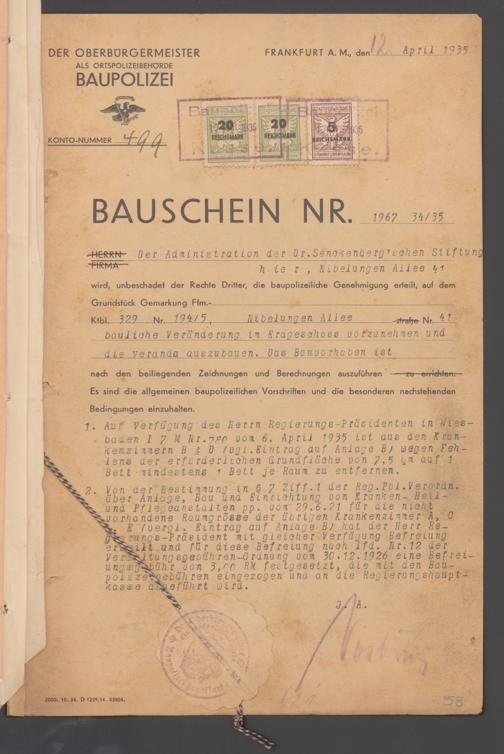 DER OBERBÜRGERMEISTER
ALS ORTSPOLIZEIBEHÖRDE
BAUPOLIZEI
KONTO-NUMMER 499
FRANKFURT A. M., den 12. April 1935
20 REICHSMARK
20 REICHSMARK
5 REICHSMARK
BAUSCHEIN NR. 1967 34/35
HERRN
FIRMA
Der Administration der Dr.Senckenberg'schen Stiftung
hier, Nibelungen Allee 41
wird, unbeschadet der Rechte Dritter, die baupolizeiliche Genehmigung erteilt, auf dem
Grundstück Gemarkung Ffm.-
Ktbl. 329 Nr. 194/5, Nibelungen Allee straße Nr. 41
bauliche Veränderung im Erdgeschoss vorzunehmen und
die Veranda auszubauen. Das Bauvorhaben ist
nach den beiliegenden Zeichnungen und Berechnungen auszuführen zu errichten.
Es sind die allgemeinen baupolizeilichen Vorschriften und die besonderen nachstehenden
Bedingungen einzuhalten.
1. Auf Verfügung des Herrn Regierungs-Präsidenten in Wies-
baden I 7 M Nr.780 vom 6. April 1935 ist aus den Kran-
kenzimmern B & D (vgl.Eintrag auf Anlage B) wegen Feh-
lens der erforderlichen Grundfläche von 7,5 qm auf 1
Bett mindestens 1 Bett je Raum zu entfernen.
2. Von der Bestimmung in § 7 Ziff.1 der Reg.Pol.Verordn.
über Anlage, Bau und Einrichtung von Kranken- Heil-
und Pflegeanstalten pp. vom 29.6.21 für die nicht
vorhandene Raumgrösse der übrigen Krankenzimmer A, C
E (vergl. Eintrag auf Anlage B) hat der Herr Re-
gierungs-Präsident mit gleicher Verfügung Befreiung
erteilt und für diese Befreiung nach lfd. Nr.12 der
Verwaltungsgebühren-Ordnung vom 30.12.1926 eine Befrei-
ungsgebühr von 3,00 RM festgesetzt, die mit den Bau-
polizeigebühren eingezogen und an die Regierungshaupt-
kasse abgeführt wird.
J. A.
58